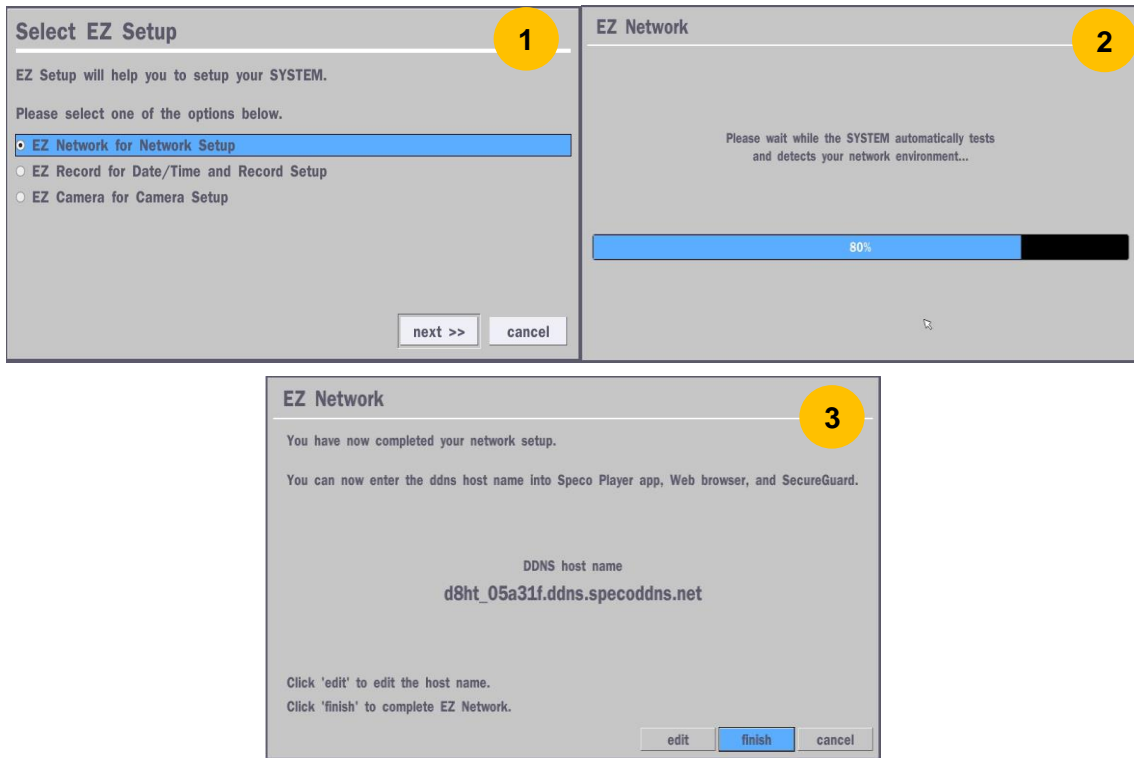 Select EZ Setup
1
EZ Setup will help you to setup your SYSTEM.
Please select one of the options below.
EZ Network for Network Setup
EZ Record for Date/Time and Record Setup
EZ Camera for Camera Setup
next >>
cancel
EZ Network
2
Please wait while the SYSTEM automatically tests
and detects your network environment...
80%
EZ Network
3
You have now completed your network setup.
You can now enter the ddns host name into Speco Player app, Web browser, and SecureGuard.
DDNS host name
d8ht_05a31f.ddns.specoddns.net
Click 'edit' to edit the host name.
Click 'finish' to complete EZ Network.
edit
finish
cancel